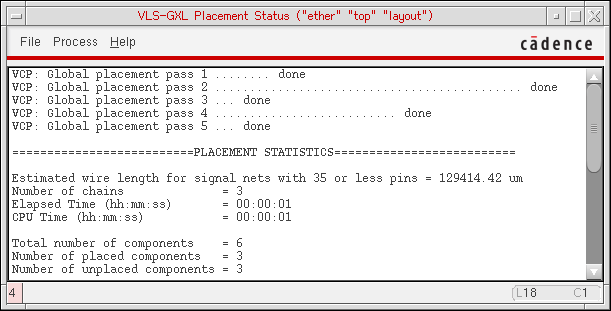 VLS-GXL Placement Status ("ether" "top" "layout")
File Process Help cādence
VCP: Global placement pass 1 ........ done
VCP: Global placement pass 2 ............................................ done
VCP: Global placement pass 3 ... done
VCP: Global placement pass 4 .......................... done
VCP: Global placement pass 5 ... done
==========================PLACEMENT STATISTICS==========================
Estimated wire length for signal nets with 35 or less pins = 129414.42 um
Number of chains = 3
Elapsed Time (hh:mm:ss) = 00:00:01
CPU Time (hh:mm:ss) = 00:00:01
Total number of components = 6
Number of placed components = 3
Number of unplaced components = 3
4 L18 C1